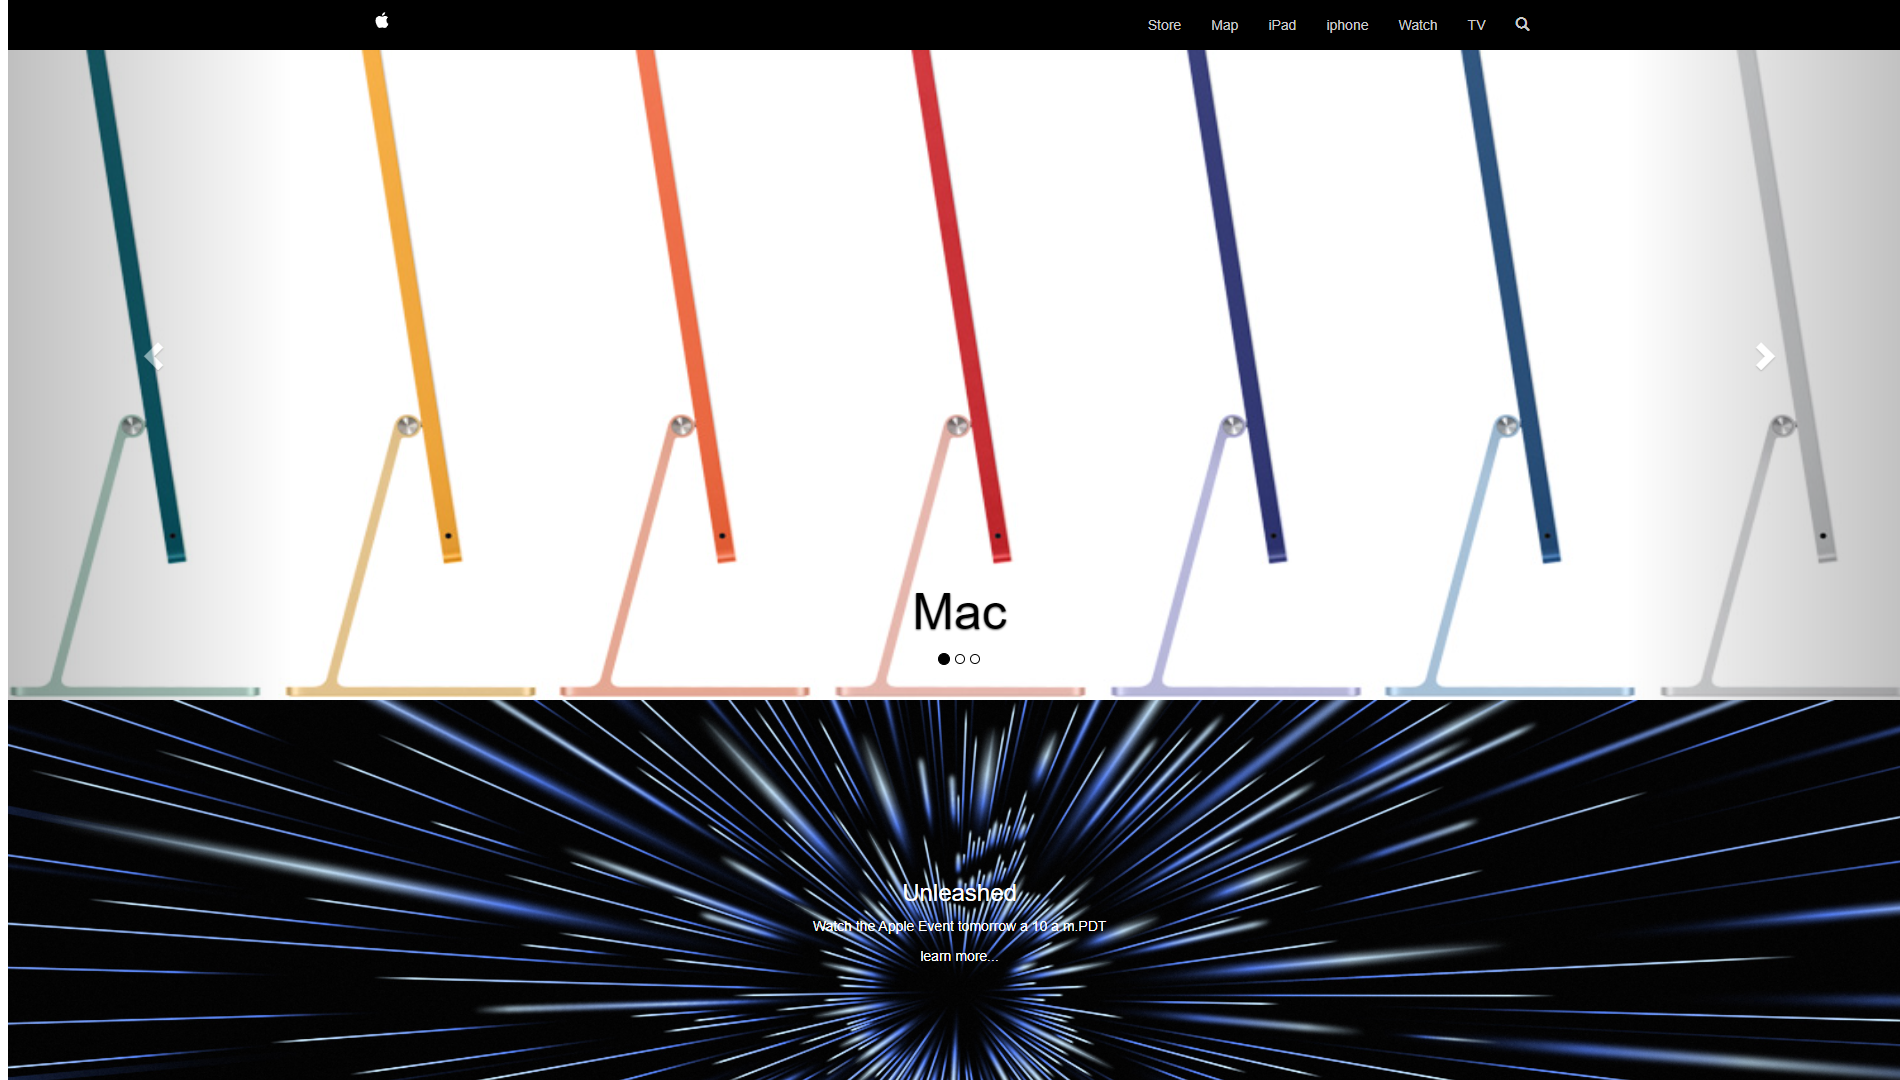 Store Map iPad iphone Watch TV
Mac
Unleashed
Watch the Apple Event tomorrow a 10 a.m.PDT
learn more...